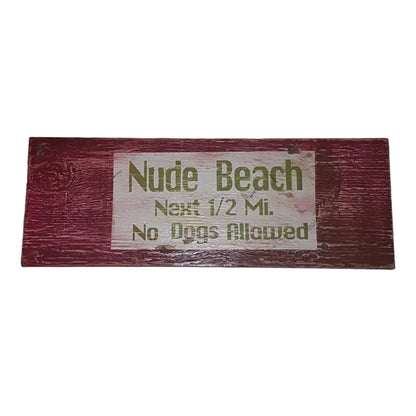 Nude Beach
Next 1/2 Mi.
No Dogs Allowed